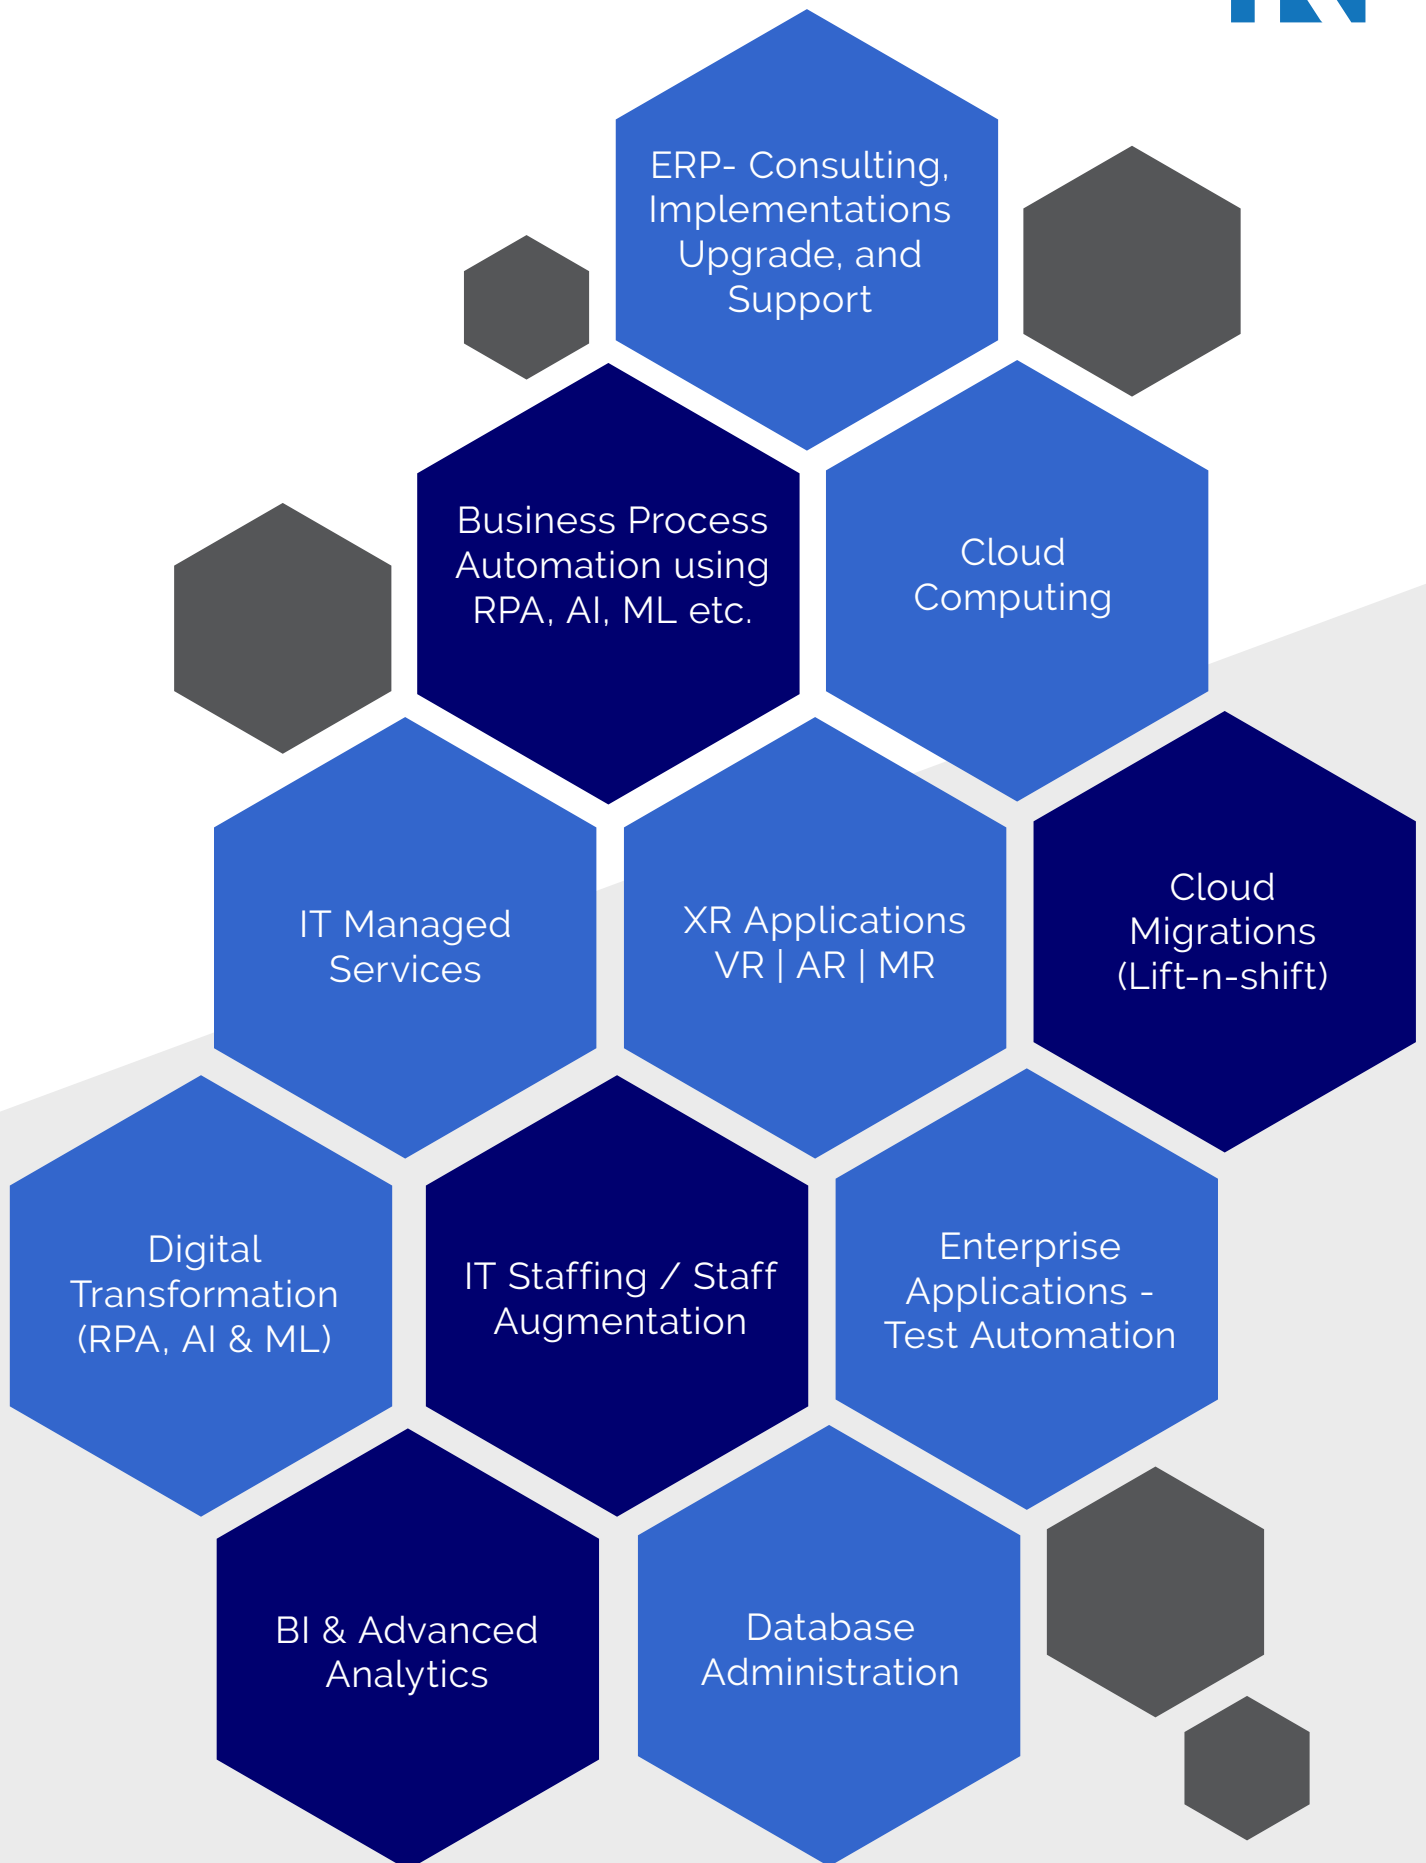 ERP- Consulting,
Implementations
Upgrade, and
Support
Business Process
Automation using
RPA, AI, ML etc.
Cloud
Computing
IT Managed
Services
XR Applications
VR | AR | MR
Cloud
Migrations
(Lift-n-shift)
Digital
Transformation
(RPA, AI & ML)
IT Staffing / Staff
Augmentation
Enterprise
Applications -
Test Automation
BI & Advanced
Analytics
Database
Administration